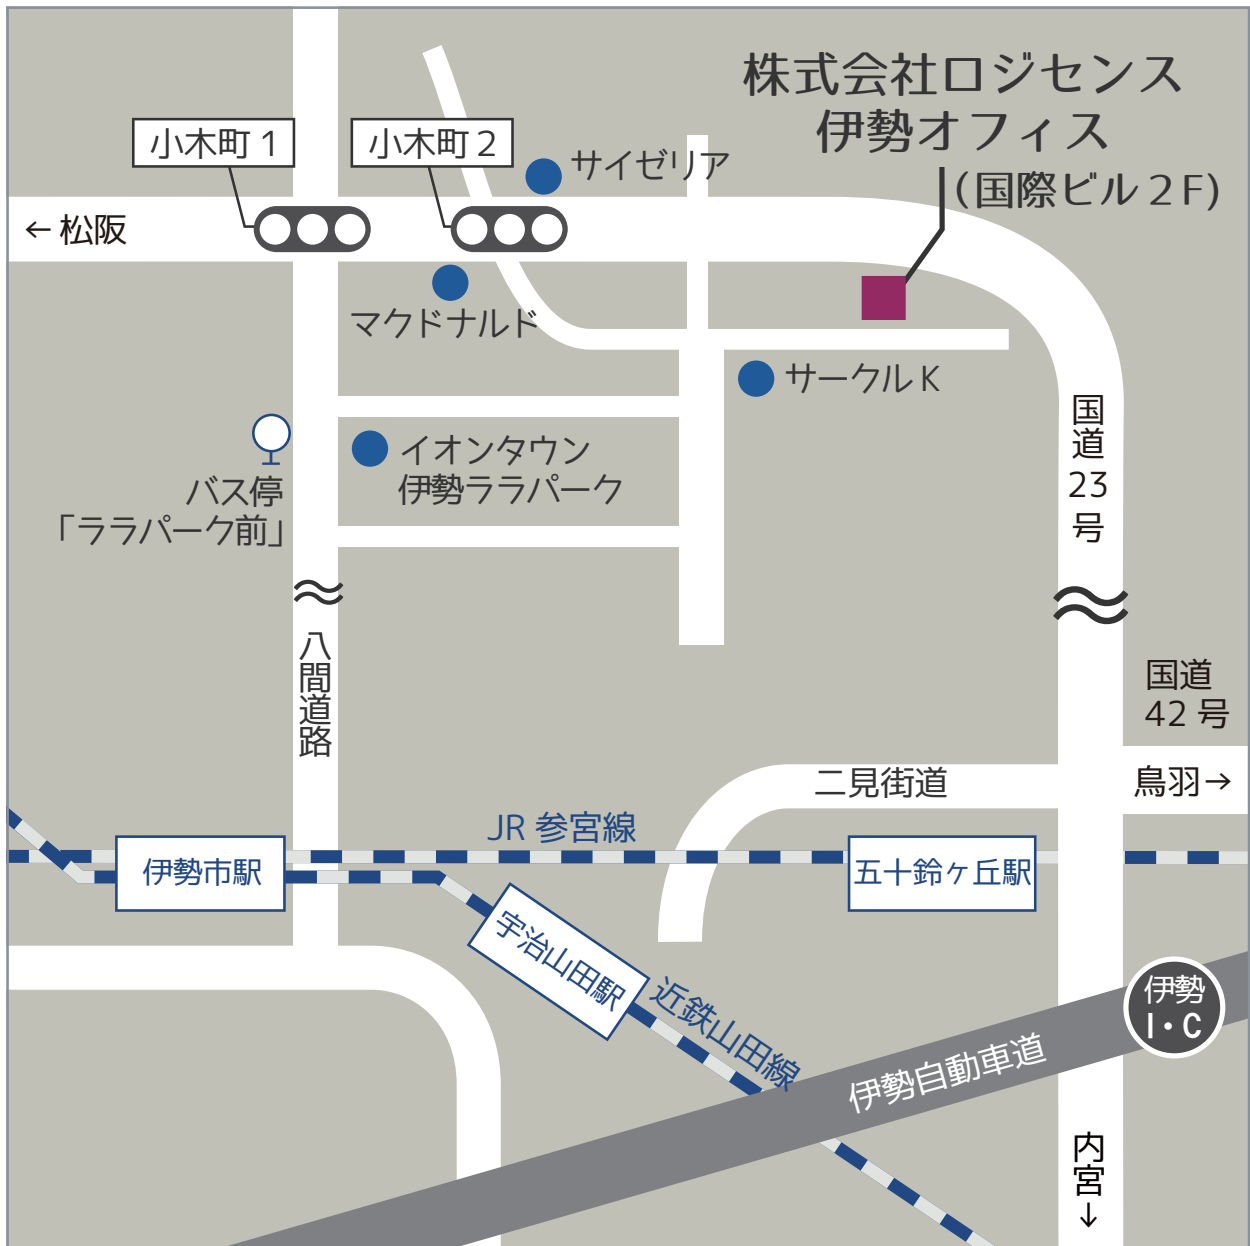 株式会社ロジセンス
伊勢オフィス
(国際ビル２F)
小木町 1
小木町 2
サイゼリア
←松阪
マクドナルド
サークル K
バス停
「ララパーク前」
イオンタウン
伊勢ララパーク
国道23号
八間道路
国道
42 号
二見街道
鳥羽→
JR 参宮線
伊勢市駅
五十鈴ヶ丘駅
宇治山田駅
近鉄山田線
伊勢
I・C
伊勢自動車道
内宮↓